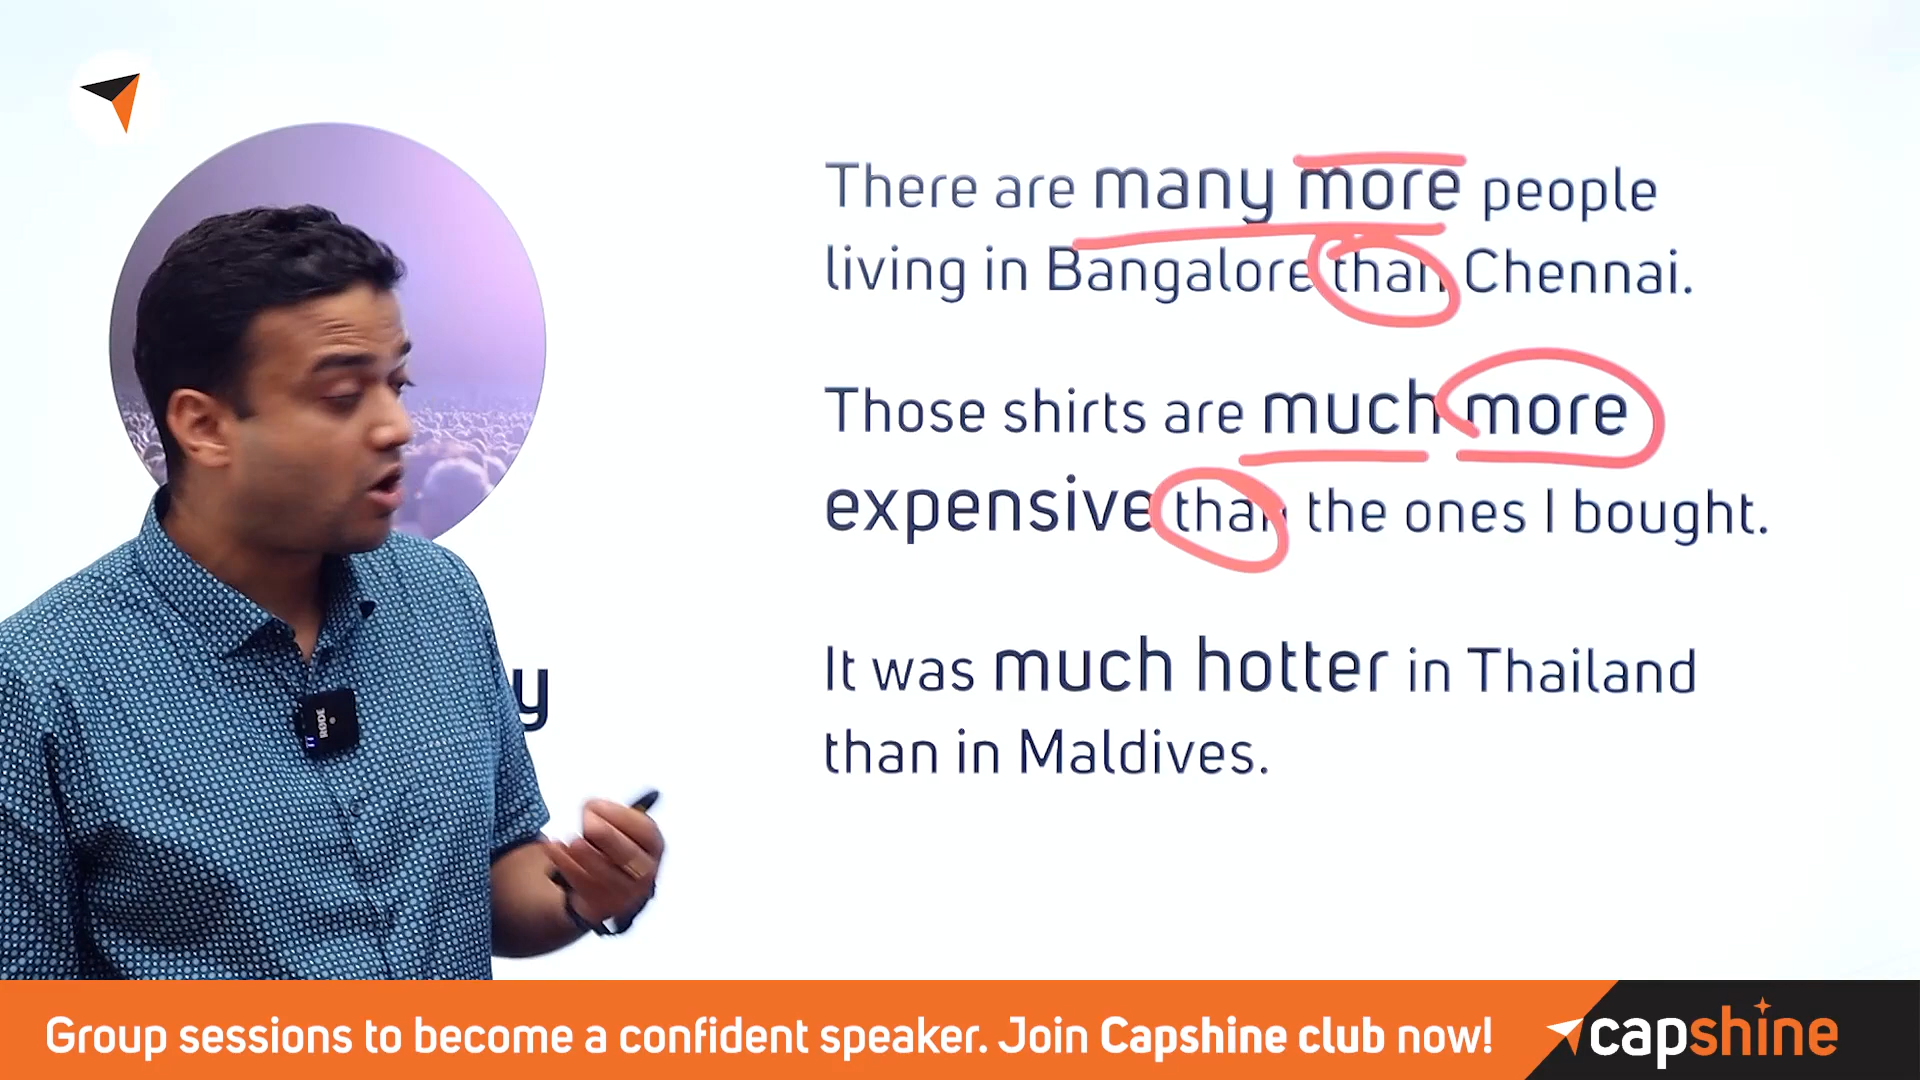 There are many more people
living in Bangalore than Chennai.
Those shirts are much more
expensive than the ones I bought.
It was much hotter in Thailand
than in Maldives.
y
RØDE
Group sessions to become a confident speaker. Join Capshine club now!
capshine